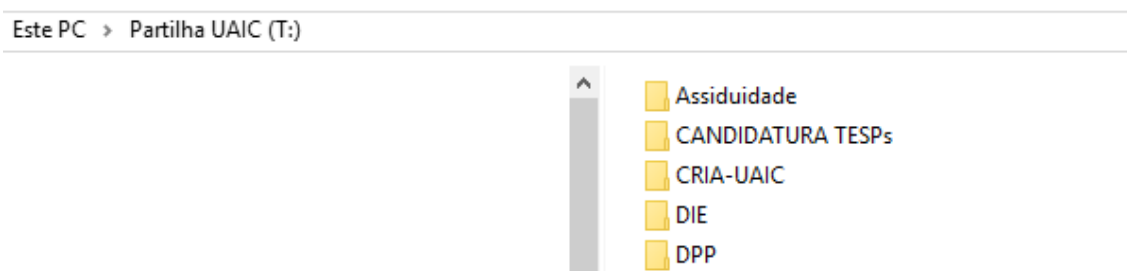 Este PC > Partilha UAIC (T:)
Assiduidade
CANDIDATURA TESPs
CRIA-UAIC
DIE
DPP